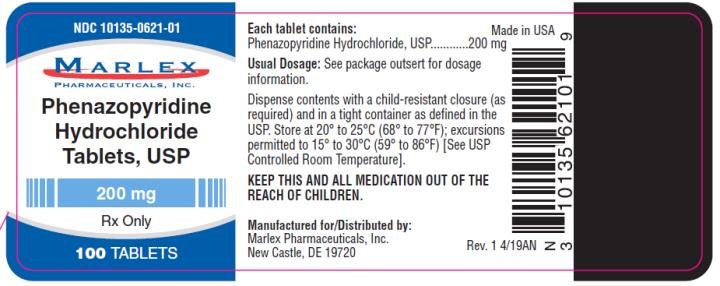 NDC 10135-0621-01
MARLEX
PHARMACEUTICALS, INC.
Phenazopyridine
Hydrochloride
Tablets, USP
200 mg
Rx Only
100 TABLETS
Each tablet contains:
Phenazopyridine Hydrochloride, USP............200 mg
Usual Dosage: See package outsert for dosage
information.
Dispense contents with a child-resistant closure (as
required) and in a tight container as defined in the
USP. Store at 20° to 25°C (68° to 77°F); excursions
permitted to 15° to 30°C (59° to 86°F) [See USP
Controlled Room Temperature].
KEEP THIS AND ALL MEDICATION OUT OF THE
REACH OF CHILDREN.
Manufactured for/Distributed by:
Marlex Pharmaceuticals, Inc.
New Castle, DE 19720
Made in USA
N 3 10135 62101 9
Rev. 1 4/19AN